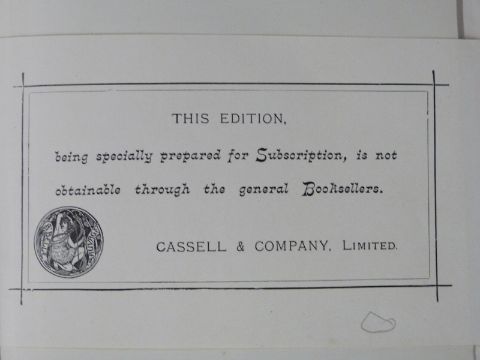 THIS EDITION,
being specially prepared for Subscription, is not
obtainable through the general Booksellers.
CASSELL & COMPANY, LIMITED.